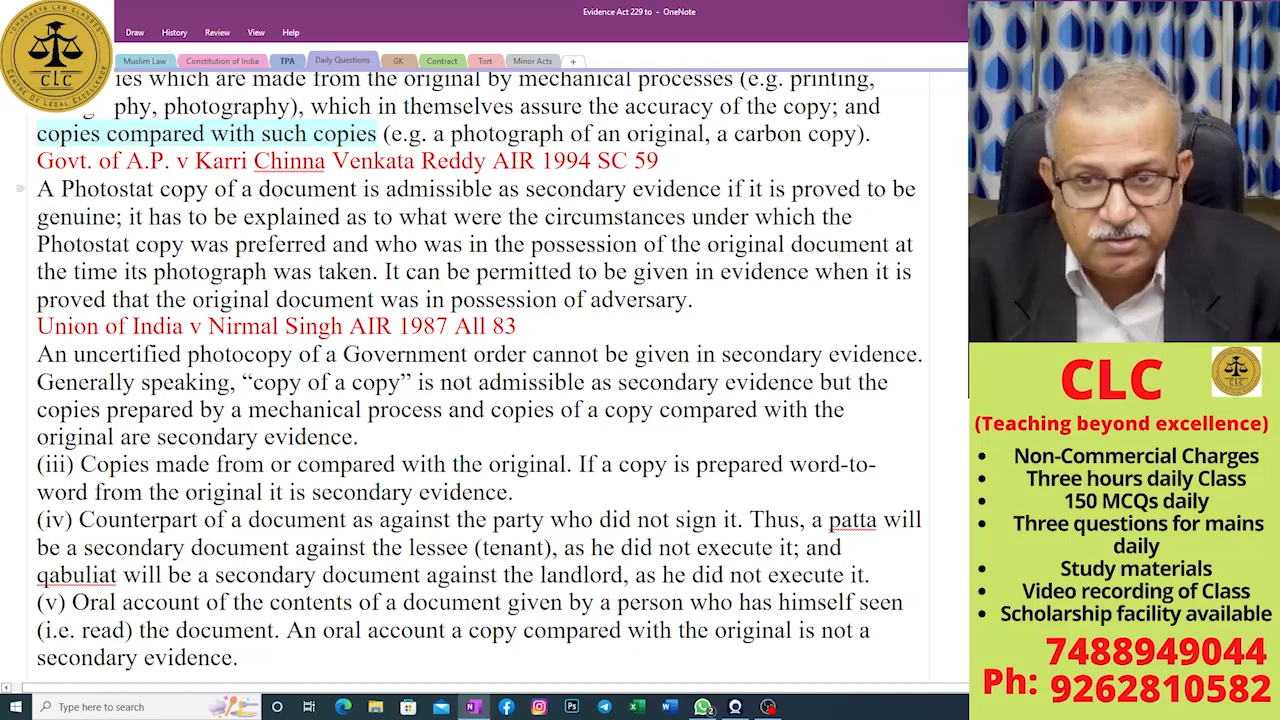 Evidence Act 229 to - OneNote
Draw History Review View Help
Muslim Law Constitution of India TPA Daily Questions GK Contract Tort Minor Acts +
CHANAKYA LAW CLASSES
CLC
CENTRE OF LEGAL EXCELLENCE
ies which are made from the original by mechanical processes (e.g. printing,
phy, photography), which in themselves assure the accuracy of the copy; and
copies compared with such copies (e.g. a photograph of an original, a carbon copy).
Govt. of A.P. v Karri Chinna Venkata Reddy AIR 1994 SC 59
A Photostat copy of a document is admissible as secondary evidence if it is proved to be
genuine; it has to be explained as to what were the circumstances under which the
Photostat copy was preferred and who was in the possession of the original document at
the time its photograph was taken. It can be permitted to be given in evidence when it is
proved that the original document was in possession of adversary.
Union of India v Nirmal Singh AIR 1987 All 83
An uncertified photocopy of a Government order cannot be given in secondary evidence.
Generally speaking, “copy of a copy” is not admissible as secondary evidence but the
copies prepared by a mechanical process and copies of a copy compared with the
original are secondary evidence.
(iii) Copies made from or compared with the original. If a copy is prepared word-to-
word from the original it is secondary evidence.
(iv) Counterpart of a document as against the party who did not sign it. Thus, a patta will
be a secondary document against the lessee (tenant), as he did not execute it; and
qabuliat will be a secondary document against the landlord, as he did not execute it.
(v) Oral account of the contents of a document given by a person who has himself seen
(i.e. read) the document. An oral account a copy compared with the original is not a
secondary evidence.
Type here to search
CLC
(Teaching beyond excellence)
• Non-Commercial Charges
• Three hours daily Class
• 150 MCQs daily
• Three questions for mains
daily
• Study materials
• Video recording of Class
• Scholarship facility available
Ph: 7488949044
9262810582